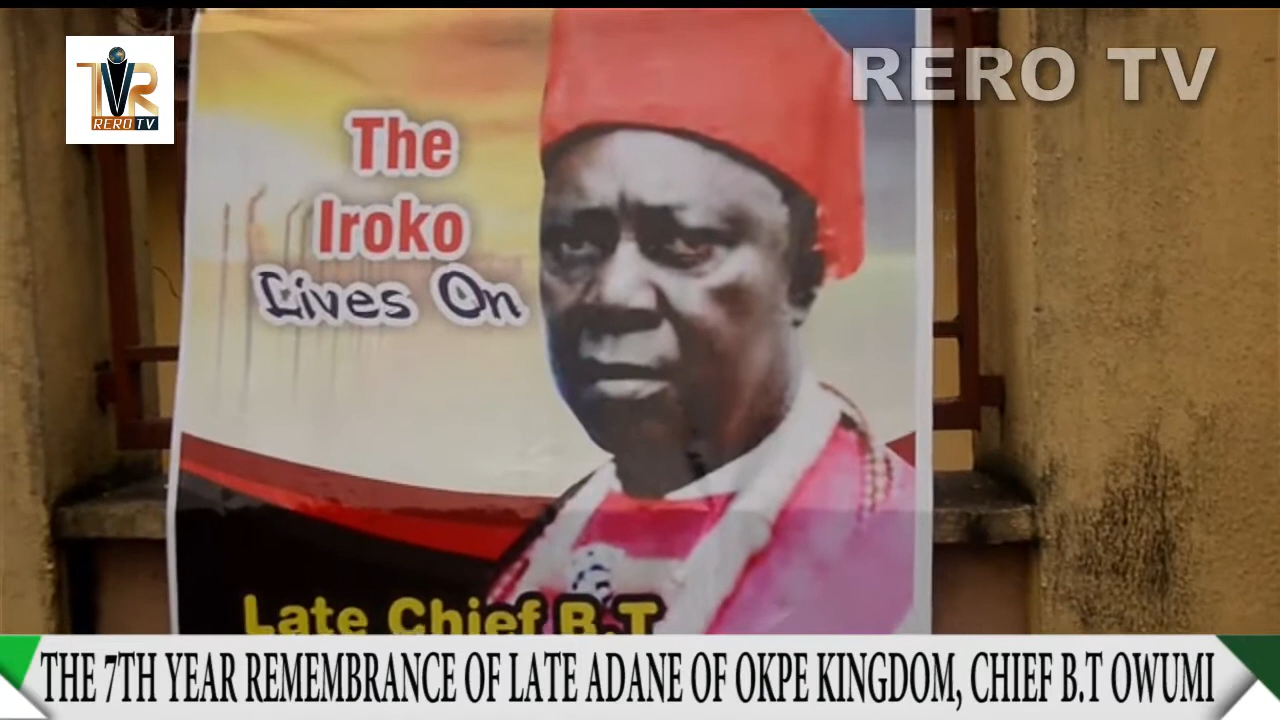 TVR
RERO TV
RERO TV
The
Iroko
Lives On
Late Chief B.T
THE 7TH YEAR REMEMBRANCE OF LATE ADANE OF OKPE KINGDOM, CHIEF B.T OWUMI